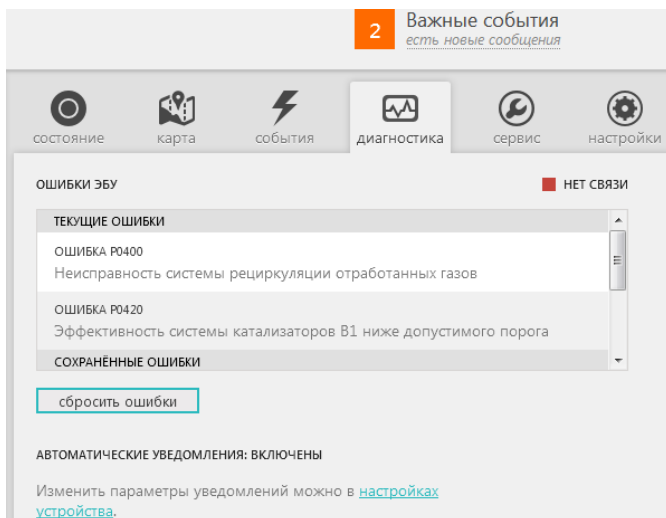 2
Важные события
есть новые сообщения
состояние
карта
события
диагностика
сервис
настройки
ОШИБКИ ЭБУ
НЕТ СВЯЗИ
ТЕКУЩИЕ ОШИБКИ
ОШИБКА P0400
Неисправность системы рециркуляции отработанных газов
ОШИБКА P0420
Эффективность системы катализаторов B1 ниже допустимого порога
СОХРАНЁННЫЕ ОШИБКИ
сбросить ошибки
АВТОМАТИЧЕСКИЕ УВЕДОМЛЕНИЯ: ВКЛЮЧЕНЫ
Изменить параметры уведомлений можно в настройках
устройства.